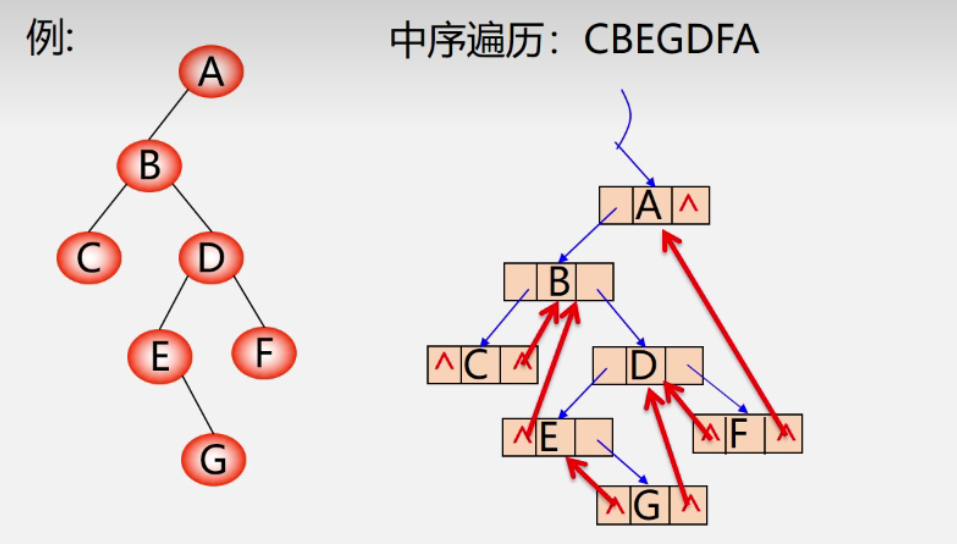 例:
中序遍历：CBEGDFA
A
B
C
D
E
F
G
A ^
B
^ C ^
D
^ E
^ F ^
^ G ^